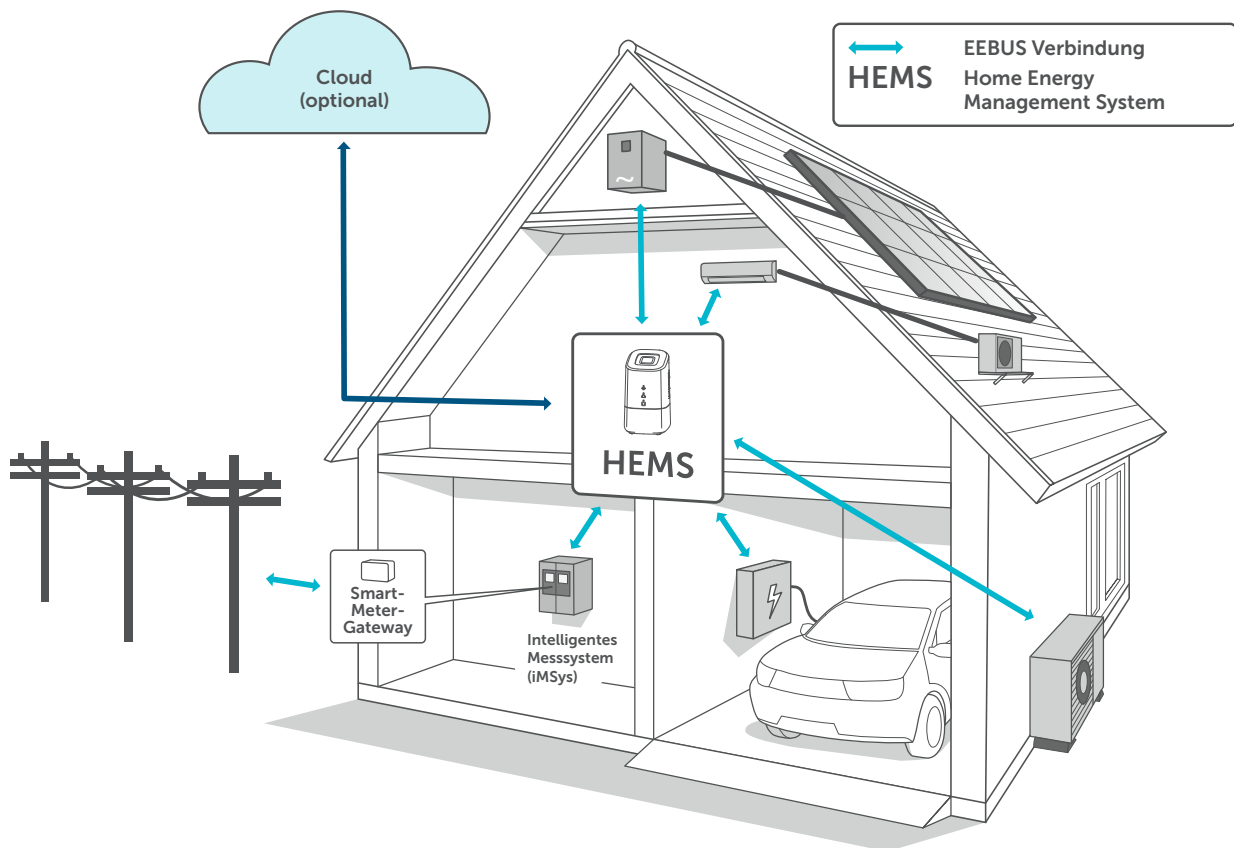 Cloud
(optional)
EEBUS Verbindung
HEMS
Home Energy
Management System
HEMS
Smart-
Meter-
Gateway
Intelligentes
Messsystem
(iMSys)